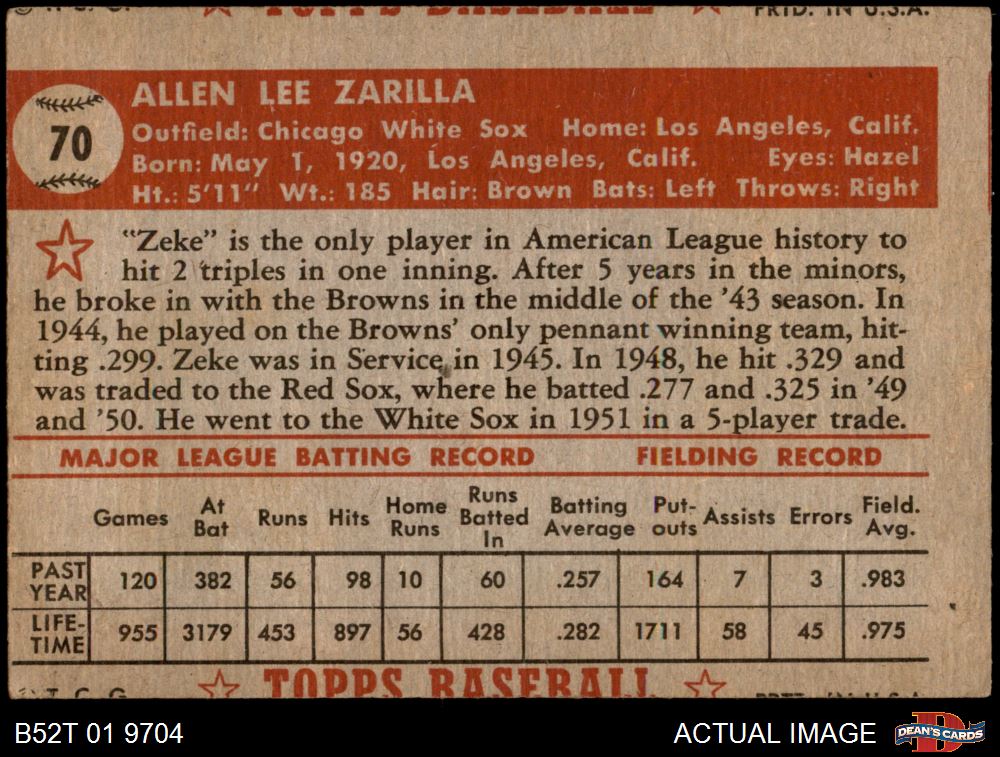 © T. C. G. TOPPS BASEBALL PRTD. IN U.S.A.
70
ALLEN LEE ZARILLA
Outfield: Chicago White Sox Home: Los Angeles, Calif.
Born: May 1, 1920, Los Angeles, Calif. Eyes: Hazel
Ht.: 5'11" Wt.: 185 Hair: Brown Bats: Left Throws: Right
"Zeke" is the only player in American League history to
hit 2 triples in one inning. After 5 years in the minors,
he broke in with the Browns in the middle of the '43 season. In
1944, he played on the Browns' only pennant winning team, hit-
ting .299. Zeke was in Service in 1945. In 1948, he hit .329 and
was traded to the Red Sox, where he batted .277 and .325 in '49
and '50. He went to the White Sox in 1951 in a 5-player trade.
MAJOR LEAGUE BATTING RECORD FIELDING RECORD
Games At Bat Runs Hits Home Runs Runs Batted In Batting Average Put-outs Assists Errors Field. Avg.
PAST YEAR 120 382 56 98 10 60 .257 164 7 3 .983
LIFE-TIME 955 3179 453 897 56 428 .282 1711 58 45 .975
T. C. G. TOPPS BASEBALL PRTD. IN U.S.A.
B52T 01 9704 ACTUAL IMAGE DEAN'S CARDS